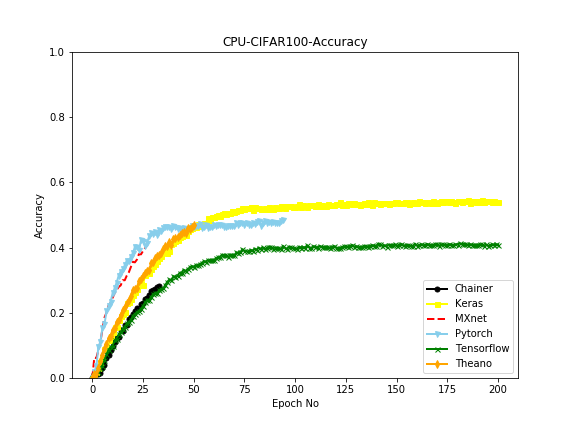 CPU-CIFAR100-Accuracy
1.0
0.8
0.6
0.4
0.2
0.0
Accuracy
0 25 50 75 100 125 150 175 200
Epoch No
Chainer
Keras
MXnet
Pytorch
Tensorflow
Theano